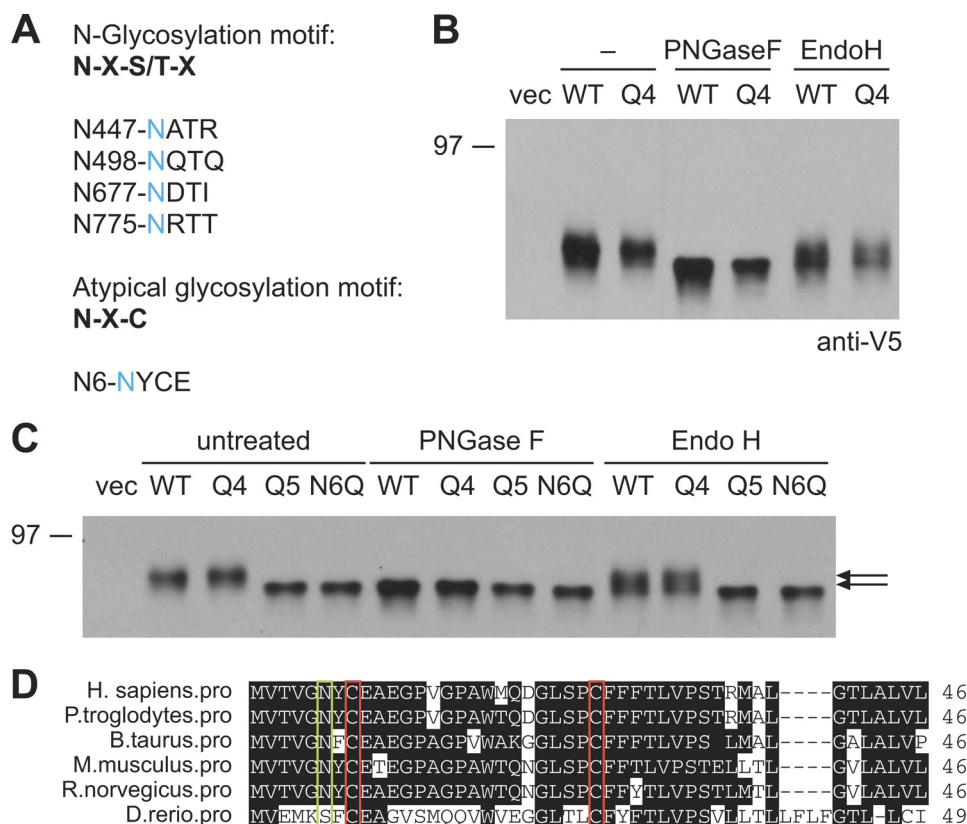 A
N-Glycosylation motif:
N-X-S/T-X
N447-NATR
N498-NQTQ
N677-NDTI
N775-NRTT
Atypical glycosylation motif:
N-X-C
N6-NYCE
B
– PNGaseF EndoH
vec WT Q4 WT Q4 WT Q4
97
anti-V5
C
untreated PNGase F Endo H
vec WT Q4 Q5 N6Q WT Q4 Q5 N6Q WT Q4 Q5 N6Q
97
D
H. sapiens.pro MVTVGNYCEAEGPVGPAWMQDGLSPCFFFTLVPSTRMAL----GTLALVL 46
P.troglodytes.pro MVTVGNYCEAEGPVGPAWTQDGLSPCFFFTLVPSTRMAL----GTLALVL 46
B.taurus.pro MVTVGNFCEAEGPAGPVWAKGGLSPCFFFTLVPS LMAL----GALALVP 46
M.musculus.pro MVTVGNYCETEGPAGPAWTQNGLSPCFFFTLVPSTELLTL----GVLALVL 46
R.norvegicus.pro MVTVGNYCEAEGPAGPAWTQNGLSPCFFYTLVPSTLMTL----GVLALVL 46
D.rerio.pro MVEMKSFCEAGVSMQQVWVEGGLTLCFYFTLVPSVLLTLLFLFGTL-LCI 49